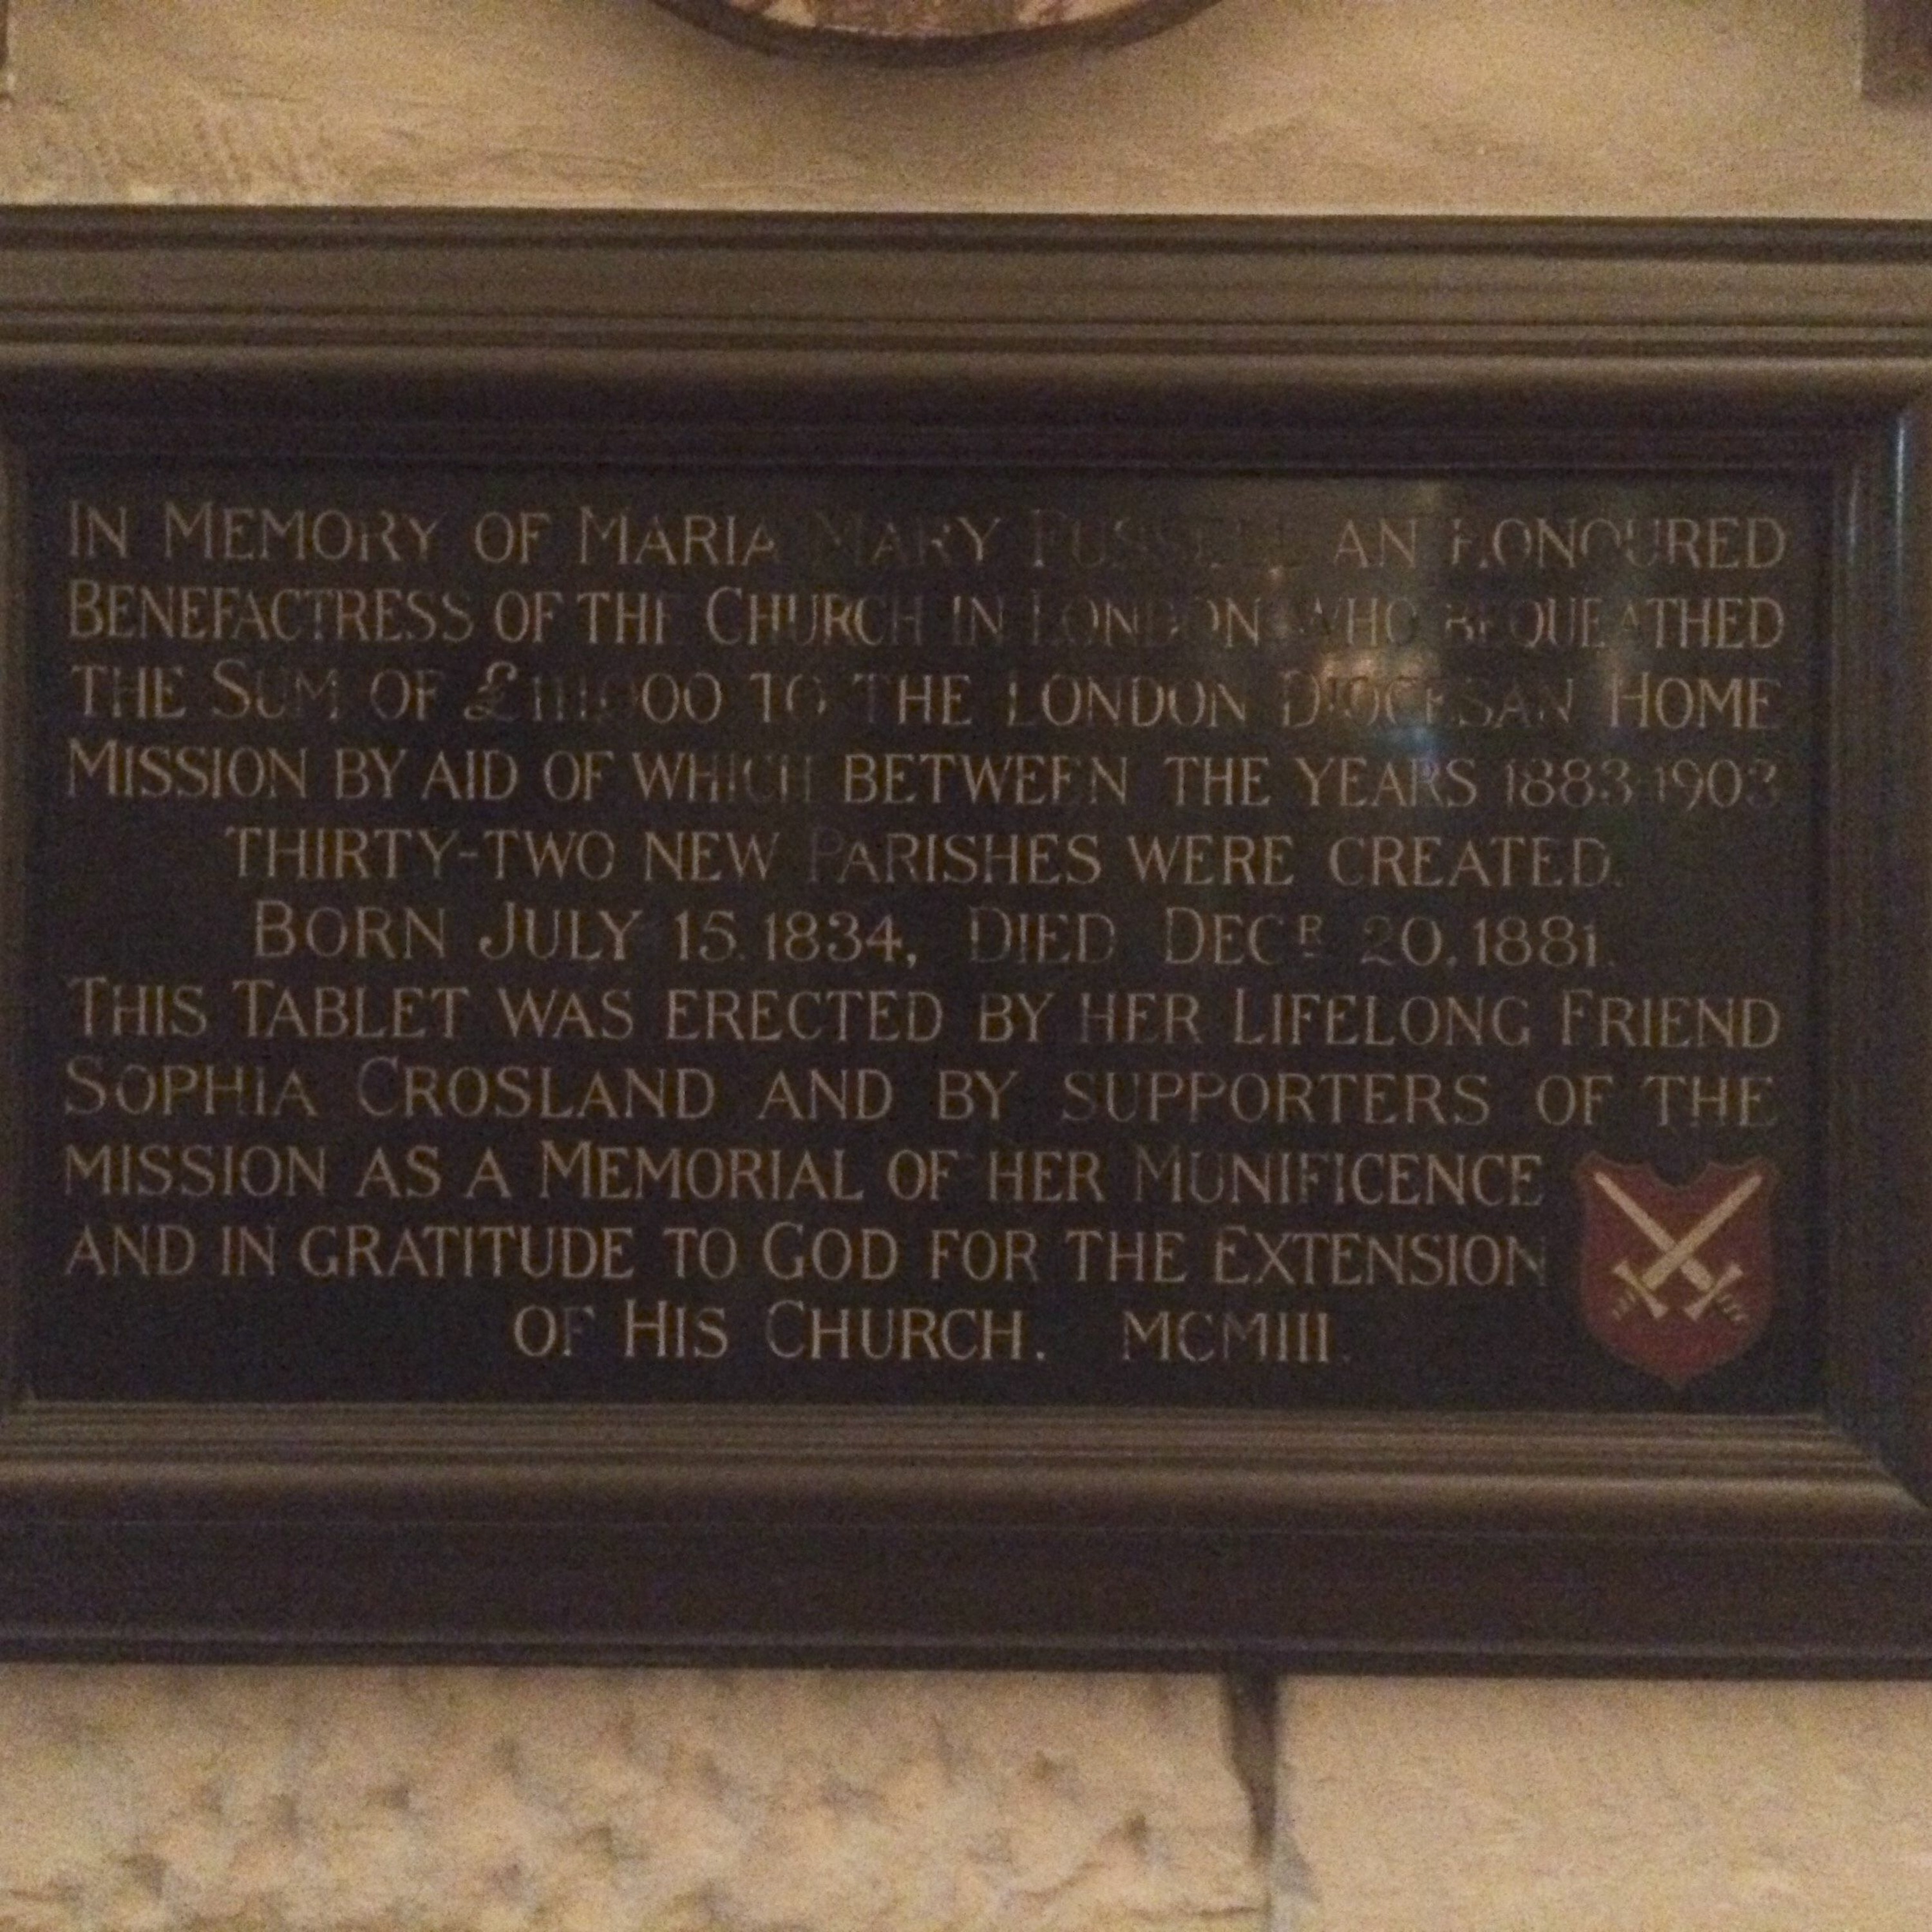 IN MEMORY OF MARIA MARY RUSSELL AN HONOURED
BENEFACTRESS OF THE CHURCH IN LONDON WHO BEQUEATHED
THE SUM OF TO THE LONDON DIOCESAN HOME
MISSION BY AID OF WHICH BETWEEN THE YEARS 1883-1903
THIRTY-TWO NEW PARISHES WERE CREATED.
BORN JULY 15. 1834, DIED DECR 20. 1881.
THIS TABLET WAS ERECTED BY HER LIFELONG FRIEND
SOPHIA CROSLAND AND BY SUPPORTERS OF THE
MISSION AS A MEMORIAL OF HER MUNIFICENCE
AND IN GRATITUDE TO GOD FOR THE EXTENSION
OF HIS CHURCH. MCMIII.